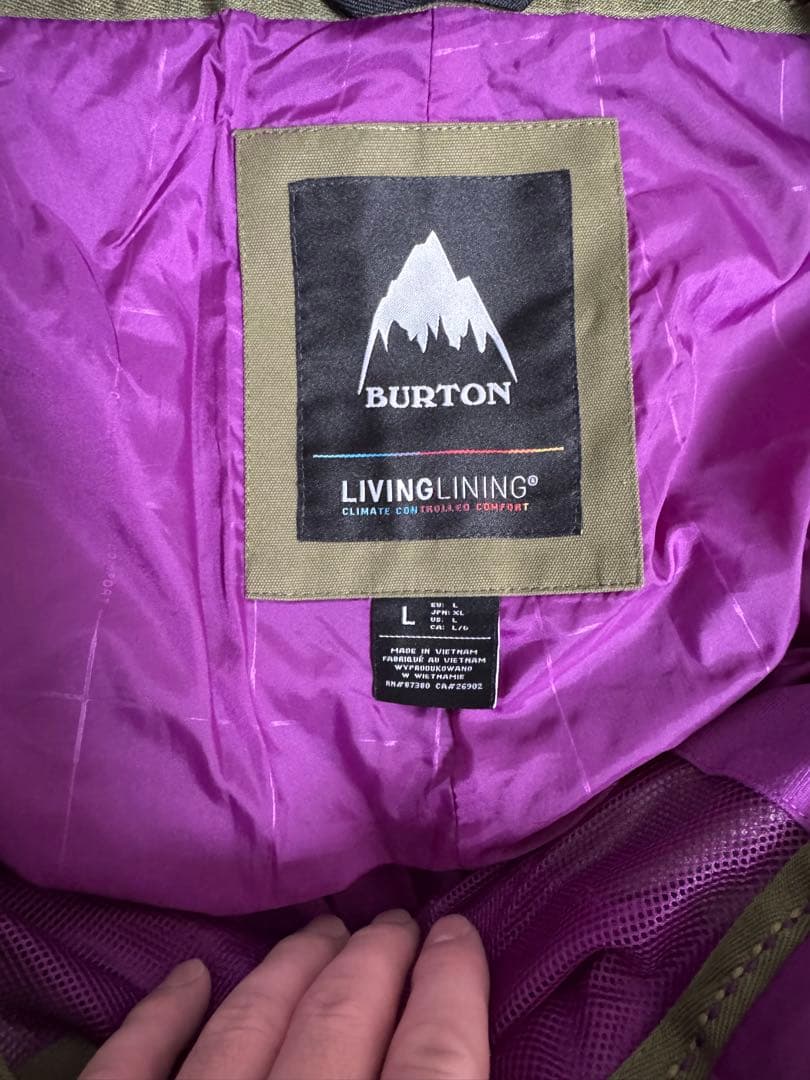 BURTON
LIVINGLINING®
CLIMATE CONTROLLED COMFORT
L
EU: L
JPN: XL
US: L
CA: L/G
MADE IN VIETNAM
FABRIQUÉ AU VIETNAM
WYPRODUKOWANO
W WIETNAMIE
RN#87380 CA#26902